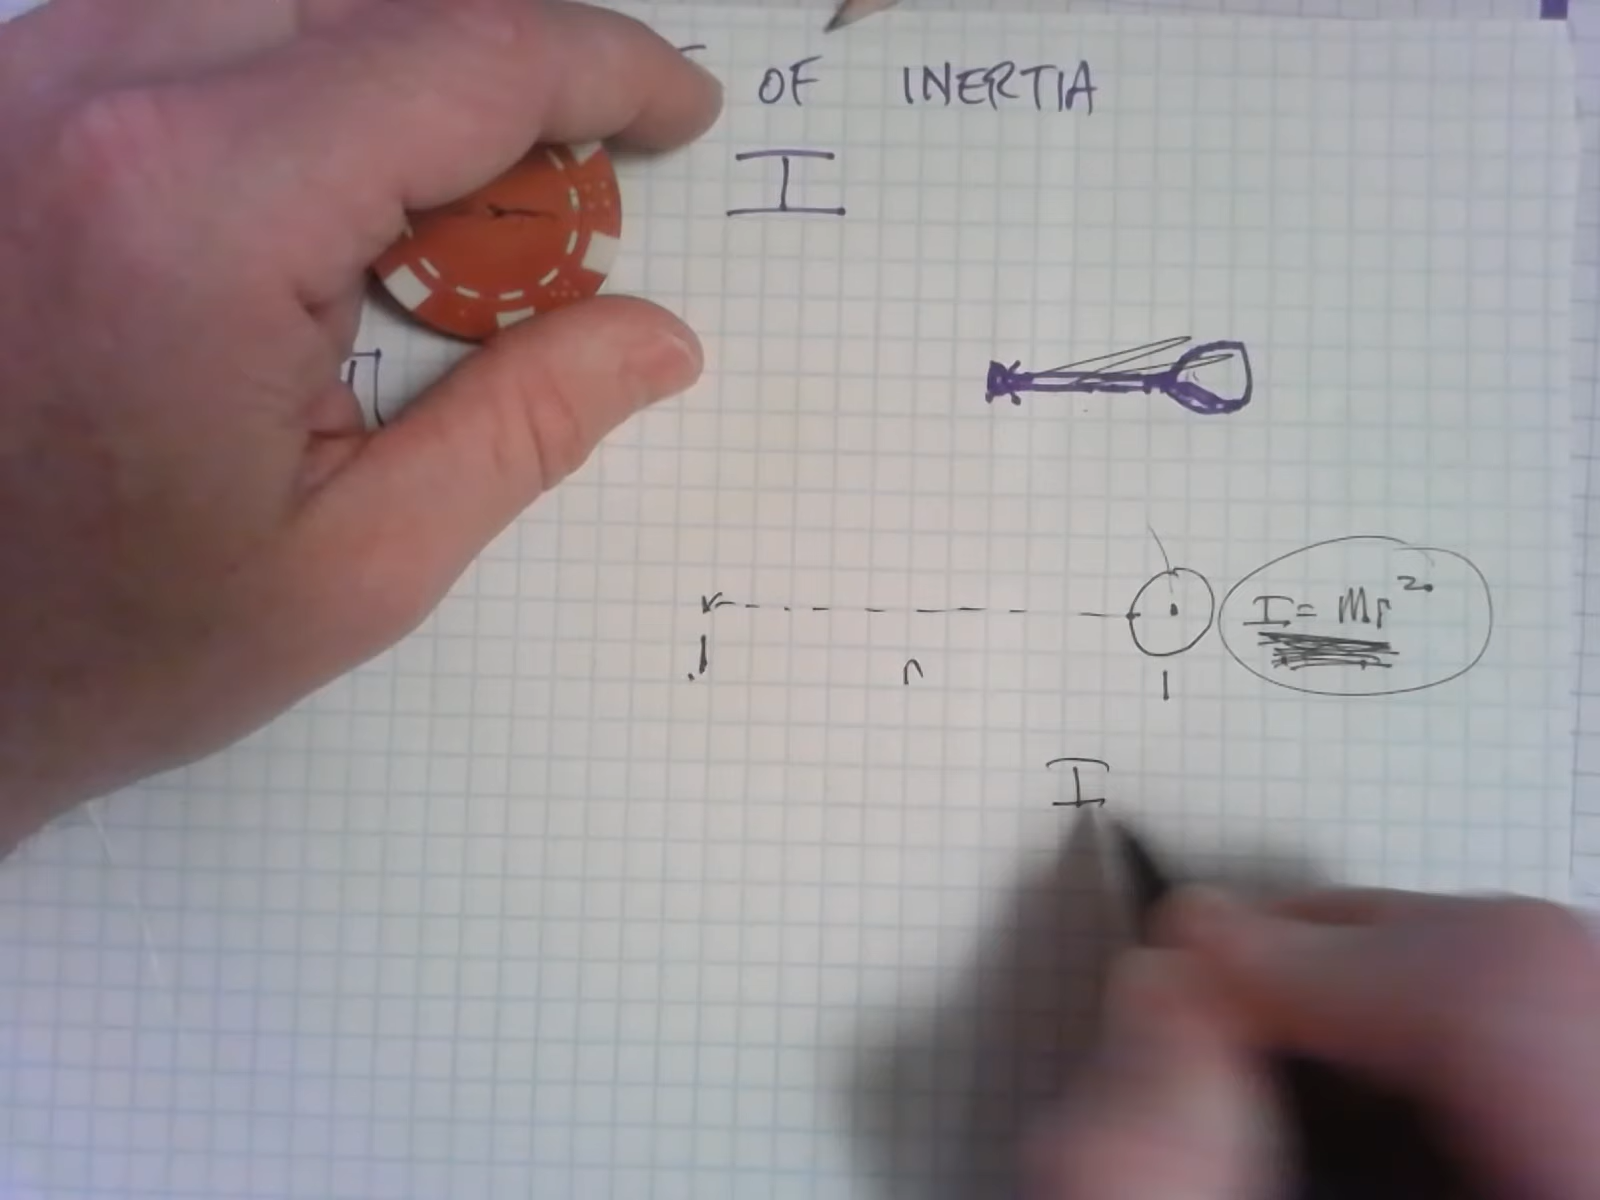 OF INERTIA
I
I = Mr²
r
I